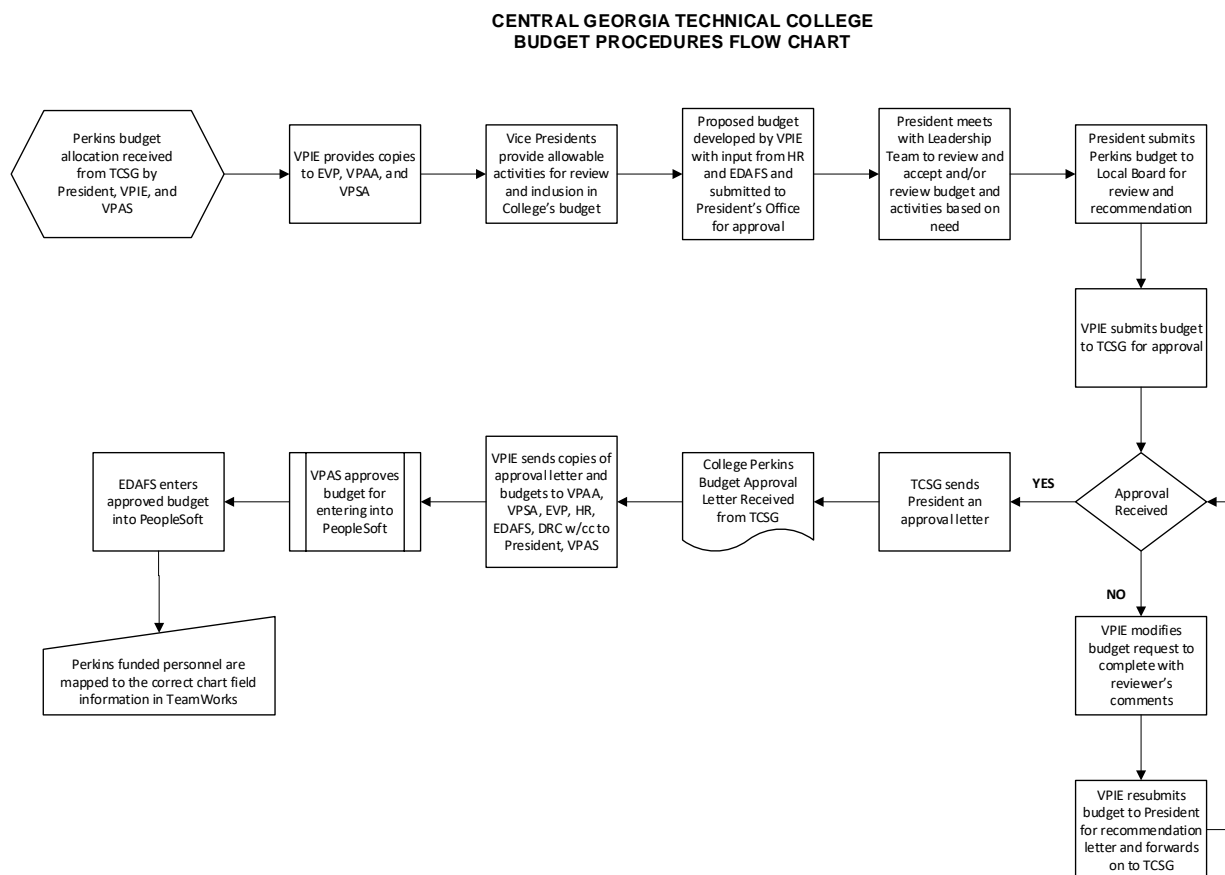 CENTRAL GEORGIA TECHNICAL COLLEGE
BUDGET PROCEDURES FLOW CHART
Perkins budget
allocation received
from TCSG by
President, VPIE, and
VPAS
VPIE provides copies
to EVP, VPAA, and
VPSA
Vice Presidents
provide allowable
activities for review
and inclusion in
College's budget
Proposed budget
developed by VPIE
with input from HR
and EDAFS and
submitted to
President's Office
for approval
President meets
with Leadership
Team to review and
accept and/or
review budget and
activities based on
need
President submits
Perkins budget to
Local Board for
review and
recommendation
VPIE submits budget
to TCSG for approval
Approval
Received
YES
TCSG sends
President an
approval letter
College Perkins
Budget Approval
Letter Received
from TCSG
VPIE sends copies of
approval letter and
budgets to VPAA,
VPSA, EVP, HR,
EDAFS, DRC w/cc to
President, VPAS
VPAS approves
budget for
entering into
PeopleSoft
EDAFS enters
approved budget
into PeopleSoft
Perkins funded personnel are
mapped to the correct chart field
information in TeamWorks
NO
VPIE modifies
budget request to
complete with
reviewer's
comments
VPIE resubmits
budget to President
for recommendation
letter and forwards
on to TCSG